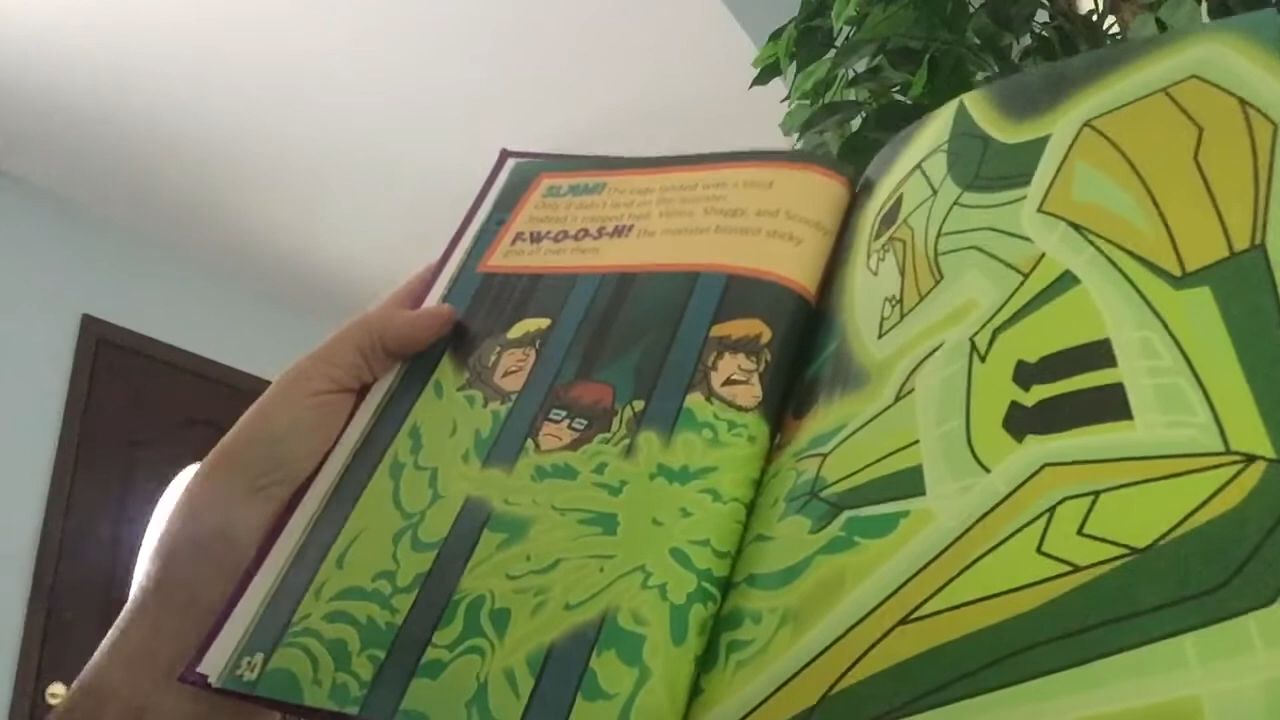 SLAM! The cage landed with a thud.
Only it didn't land on the monster.
Instead it trapped Fred, Velma, Shaggy, and Scooby.
F-W-O-O-S-H! The monster blasted sticky
goo all over them.